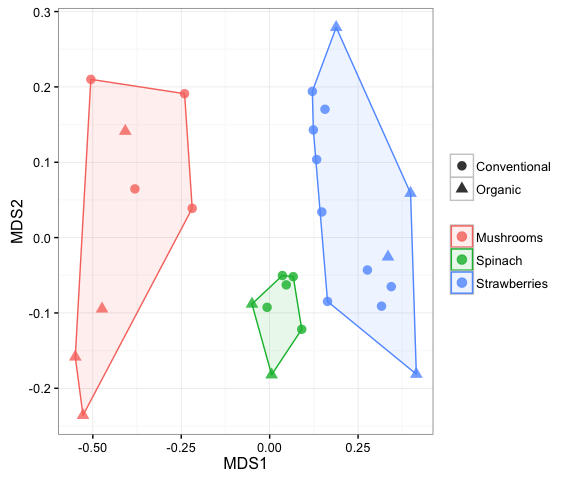 0.3
0.2
0.1
0.0
-0.1
-0.2
MDS2
-0.50 -0.25 0.00 0.25
MDS1
Conventional
Organic
Mushrooms
Spinach
Strawberries